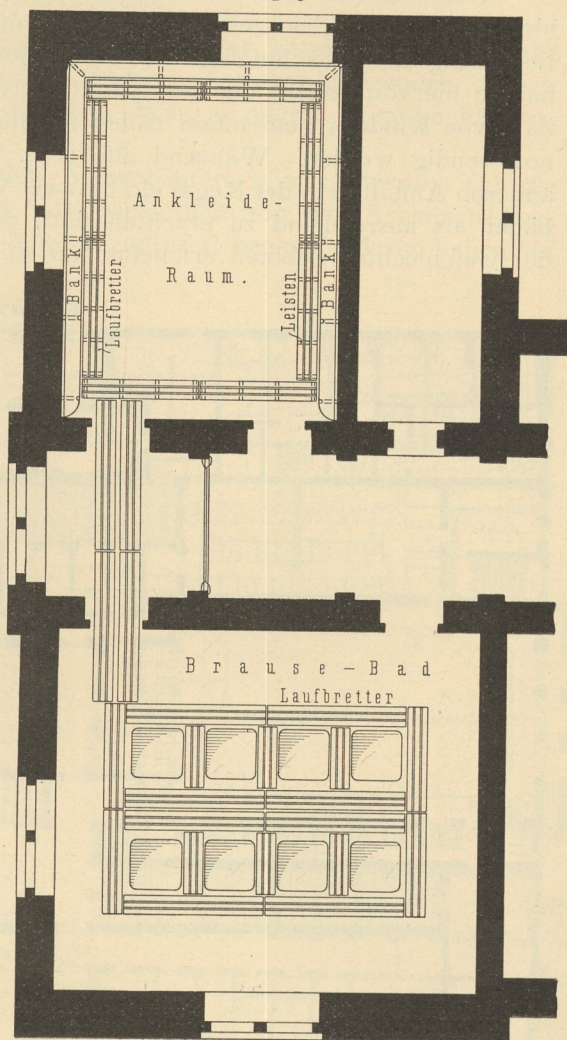 Ankleide-
Raum.
Bank
Laufbretter
Leisten
Bank
Brause-Bad
Laufbretter